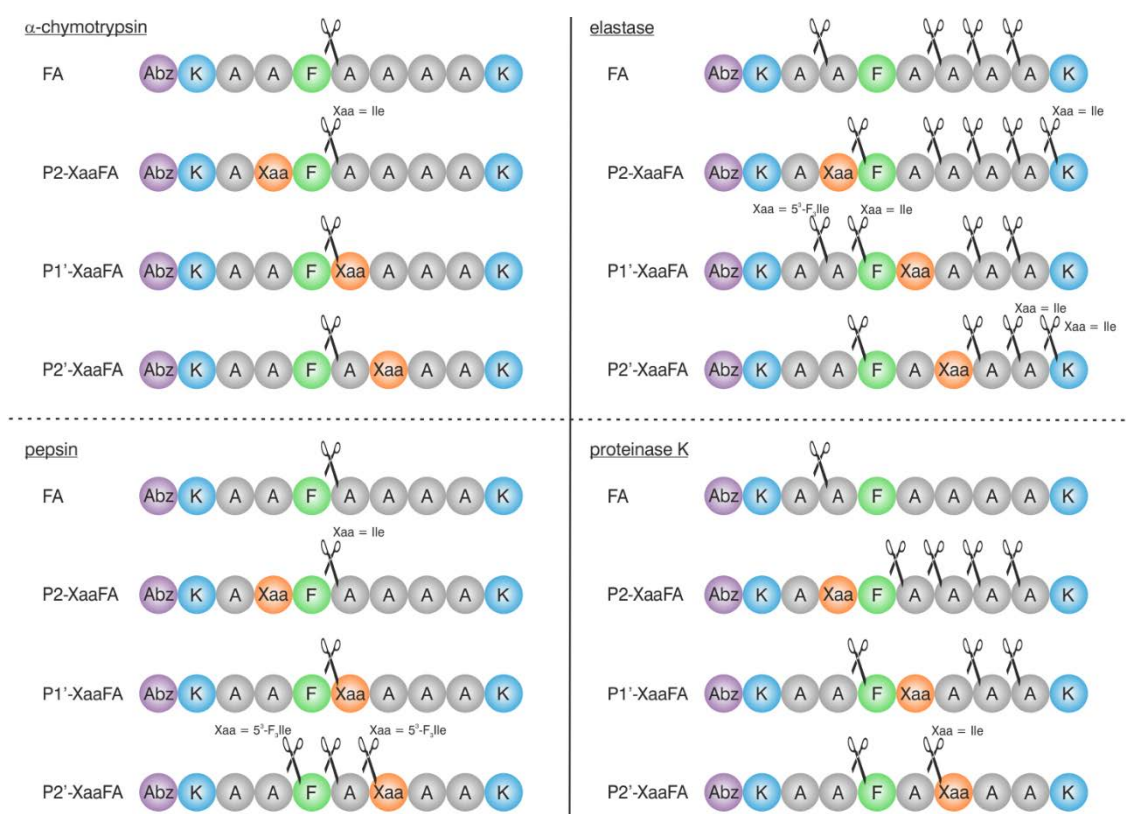 α-chymotrypsin
FA
Abz K A A F A A A A K
Xaa = Ile
P2-XaaFA
Abz K A Xaa F A A A A K
P1'-XaaFA
Abz K A A F Xaa A A A K
P2'-XaaFA
Abz K A A F A Xaa A A K
elastase
FA
Abz K A A F A A A A K
Xaa = Ile
P2-XaaFA
Abz K A Xaa F A A A A K
Xaa = 5³-F₃Ile Xaa = Ile
P1'-XaaFA
Abz K A A F Xaa A A A K
Xaa = Ile
Xaa = Ile
P2'-XaaFA
Abz K A A F A Xaa A A K
pepsin
FA
Abz K A A F A A A A K
Xaa = Ile
P2-XaaFA
Abz K A Xaa F A A A A K
P1'-XaaFA
Abz K A A F Xaa A A A K
Xaa = 5³-F₃Ile Xaa = 5³-F₃Ile
P2'-XaaFA
Abz K A A F A Xaa A A K
proteinase K
FA
Abz K A A F A A A A K
P2-XaaFA
Abz K A Xaa F A A A A K
P1'-XaaFA
Abz K A A F Xaa A A A K
Xaa = Ile
P2'-XaaFA
Abz K A A F A Xaa A A K